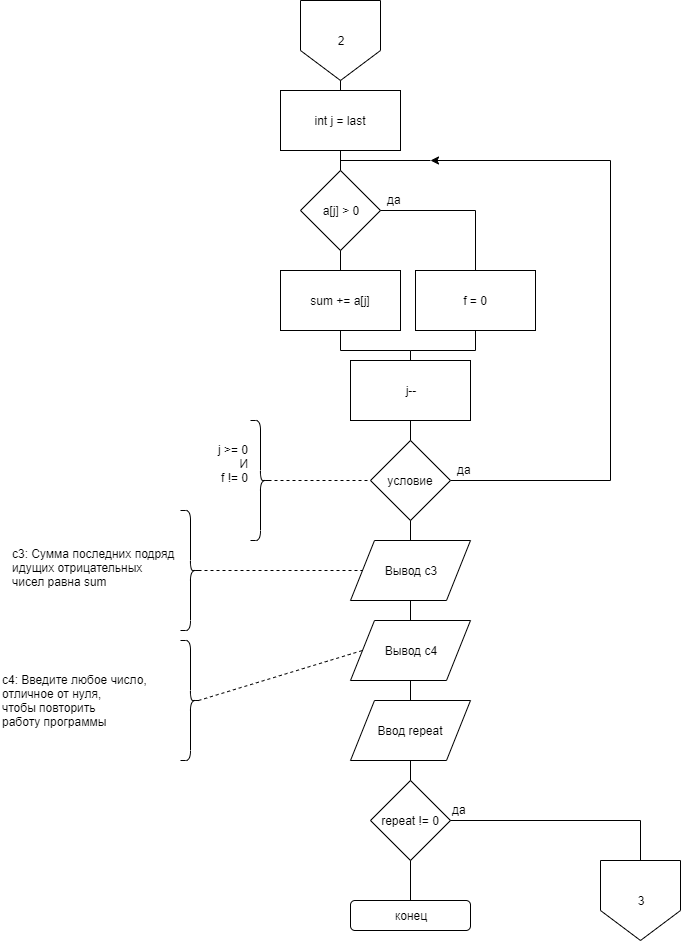 2
int j = last
a[j] > 0
да
sum += a[j]
f = 0
j--
j >= 0
И
f != 0
условие
да
c3: Сумма последних подряд
идущих отрицательных
чисел равна sum
Вывод c3
c4: Введите любое число,
отличное от нуля,
чтобы повторить
работу программы
Вывод c4
Ввод repeat
repeat != 0
да
3
конец